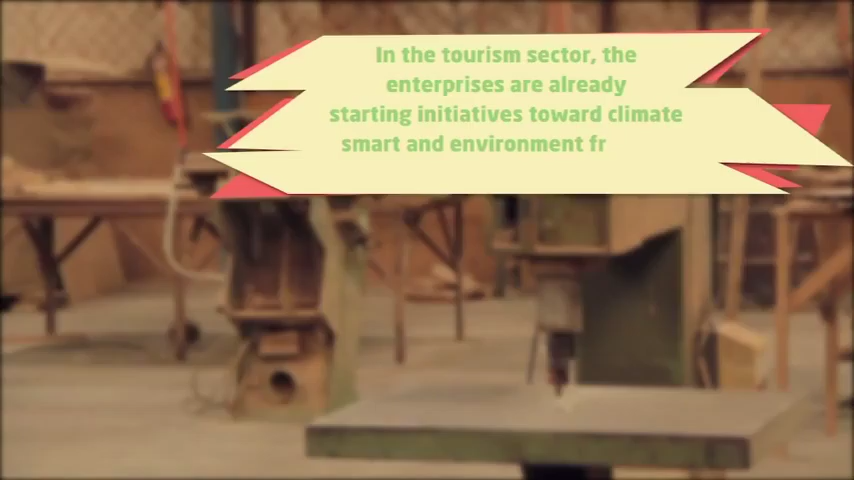 In the tourism sector, the
enterprises are already
starting initiatives toward climate
smart and environment fr